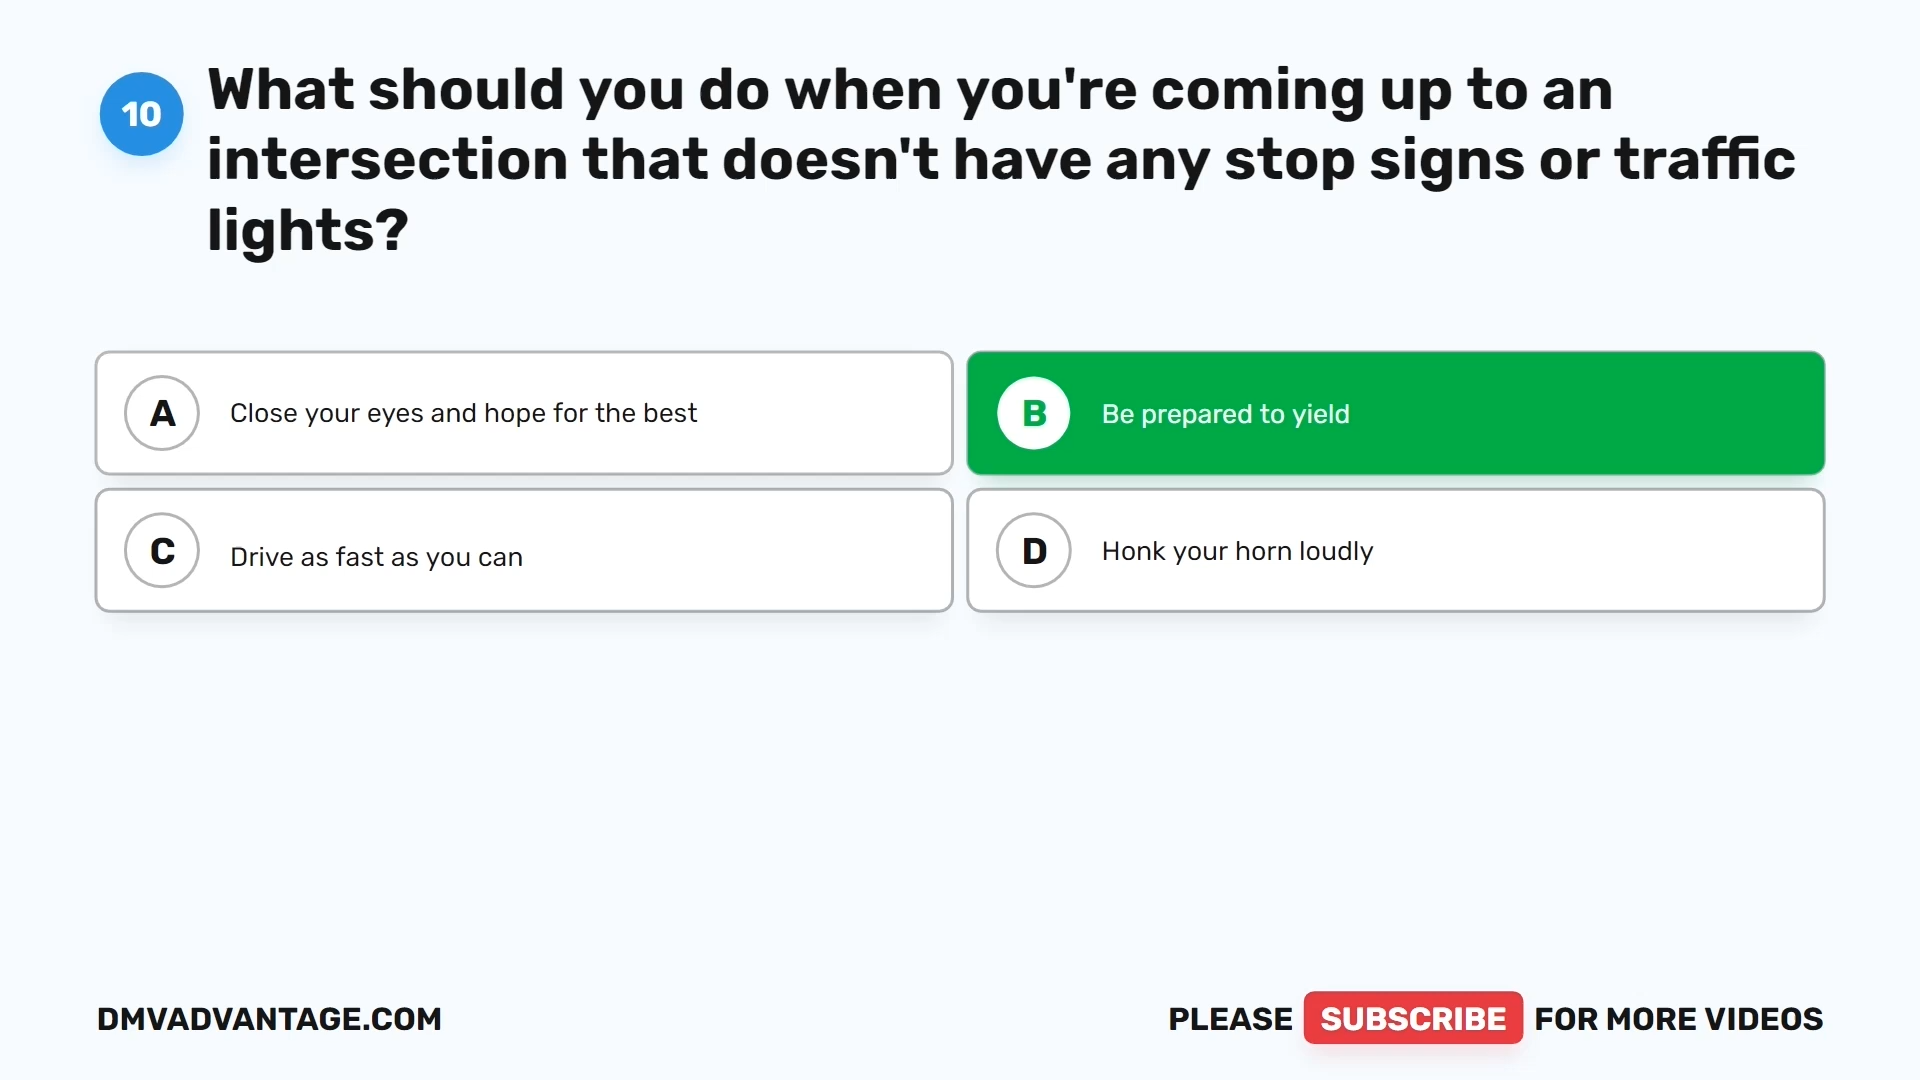 10
What should you do when you're coming up to an
intersection that doesn't have any stop signs or traffic
lights?
A Close your eyes and hope for the best
B Be prepared to yield
C Drive as fast as you can
D Honk your horn loudly
DMVADVANTAGE.COM
PLEASE SUBSCRIBE FOR MORE VIDEOS